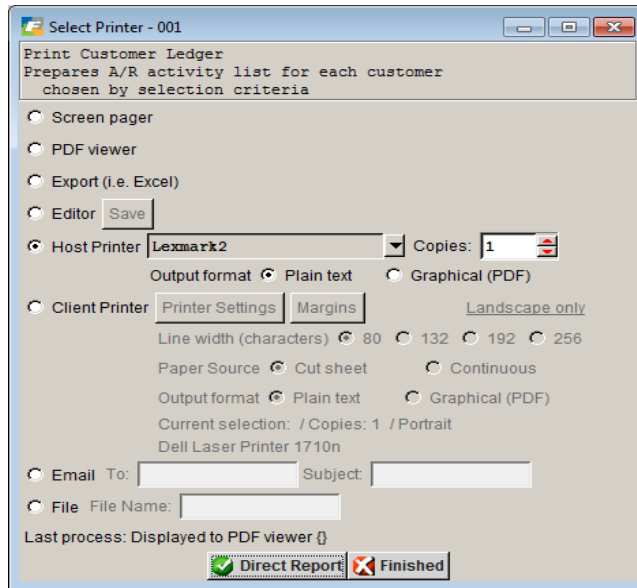 Select Printer - 001
Print Customer Ledger
Prepares A/R activity list for each customer
chosen by selection criteria
Screen pager
PDF viewer
Export (i.e. Excel)
Editor Save
Host Printer Lexmark2 Copies: 1
Output format Plain text Graphical (PDF)
Client Printer Printer Settings Margins Landscape only
Line width (characters) 80 132 192 256
Paper Source Cut sheet Continuous
Output format Plain text Graphical (PDF)
Current selection: / Copies: 1 / Portrait
Dell Laser Printer 1710n
Email To: Subject:
File File Name:
Last process: Displayed to PDF viewer {}
Direct Report Finished